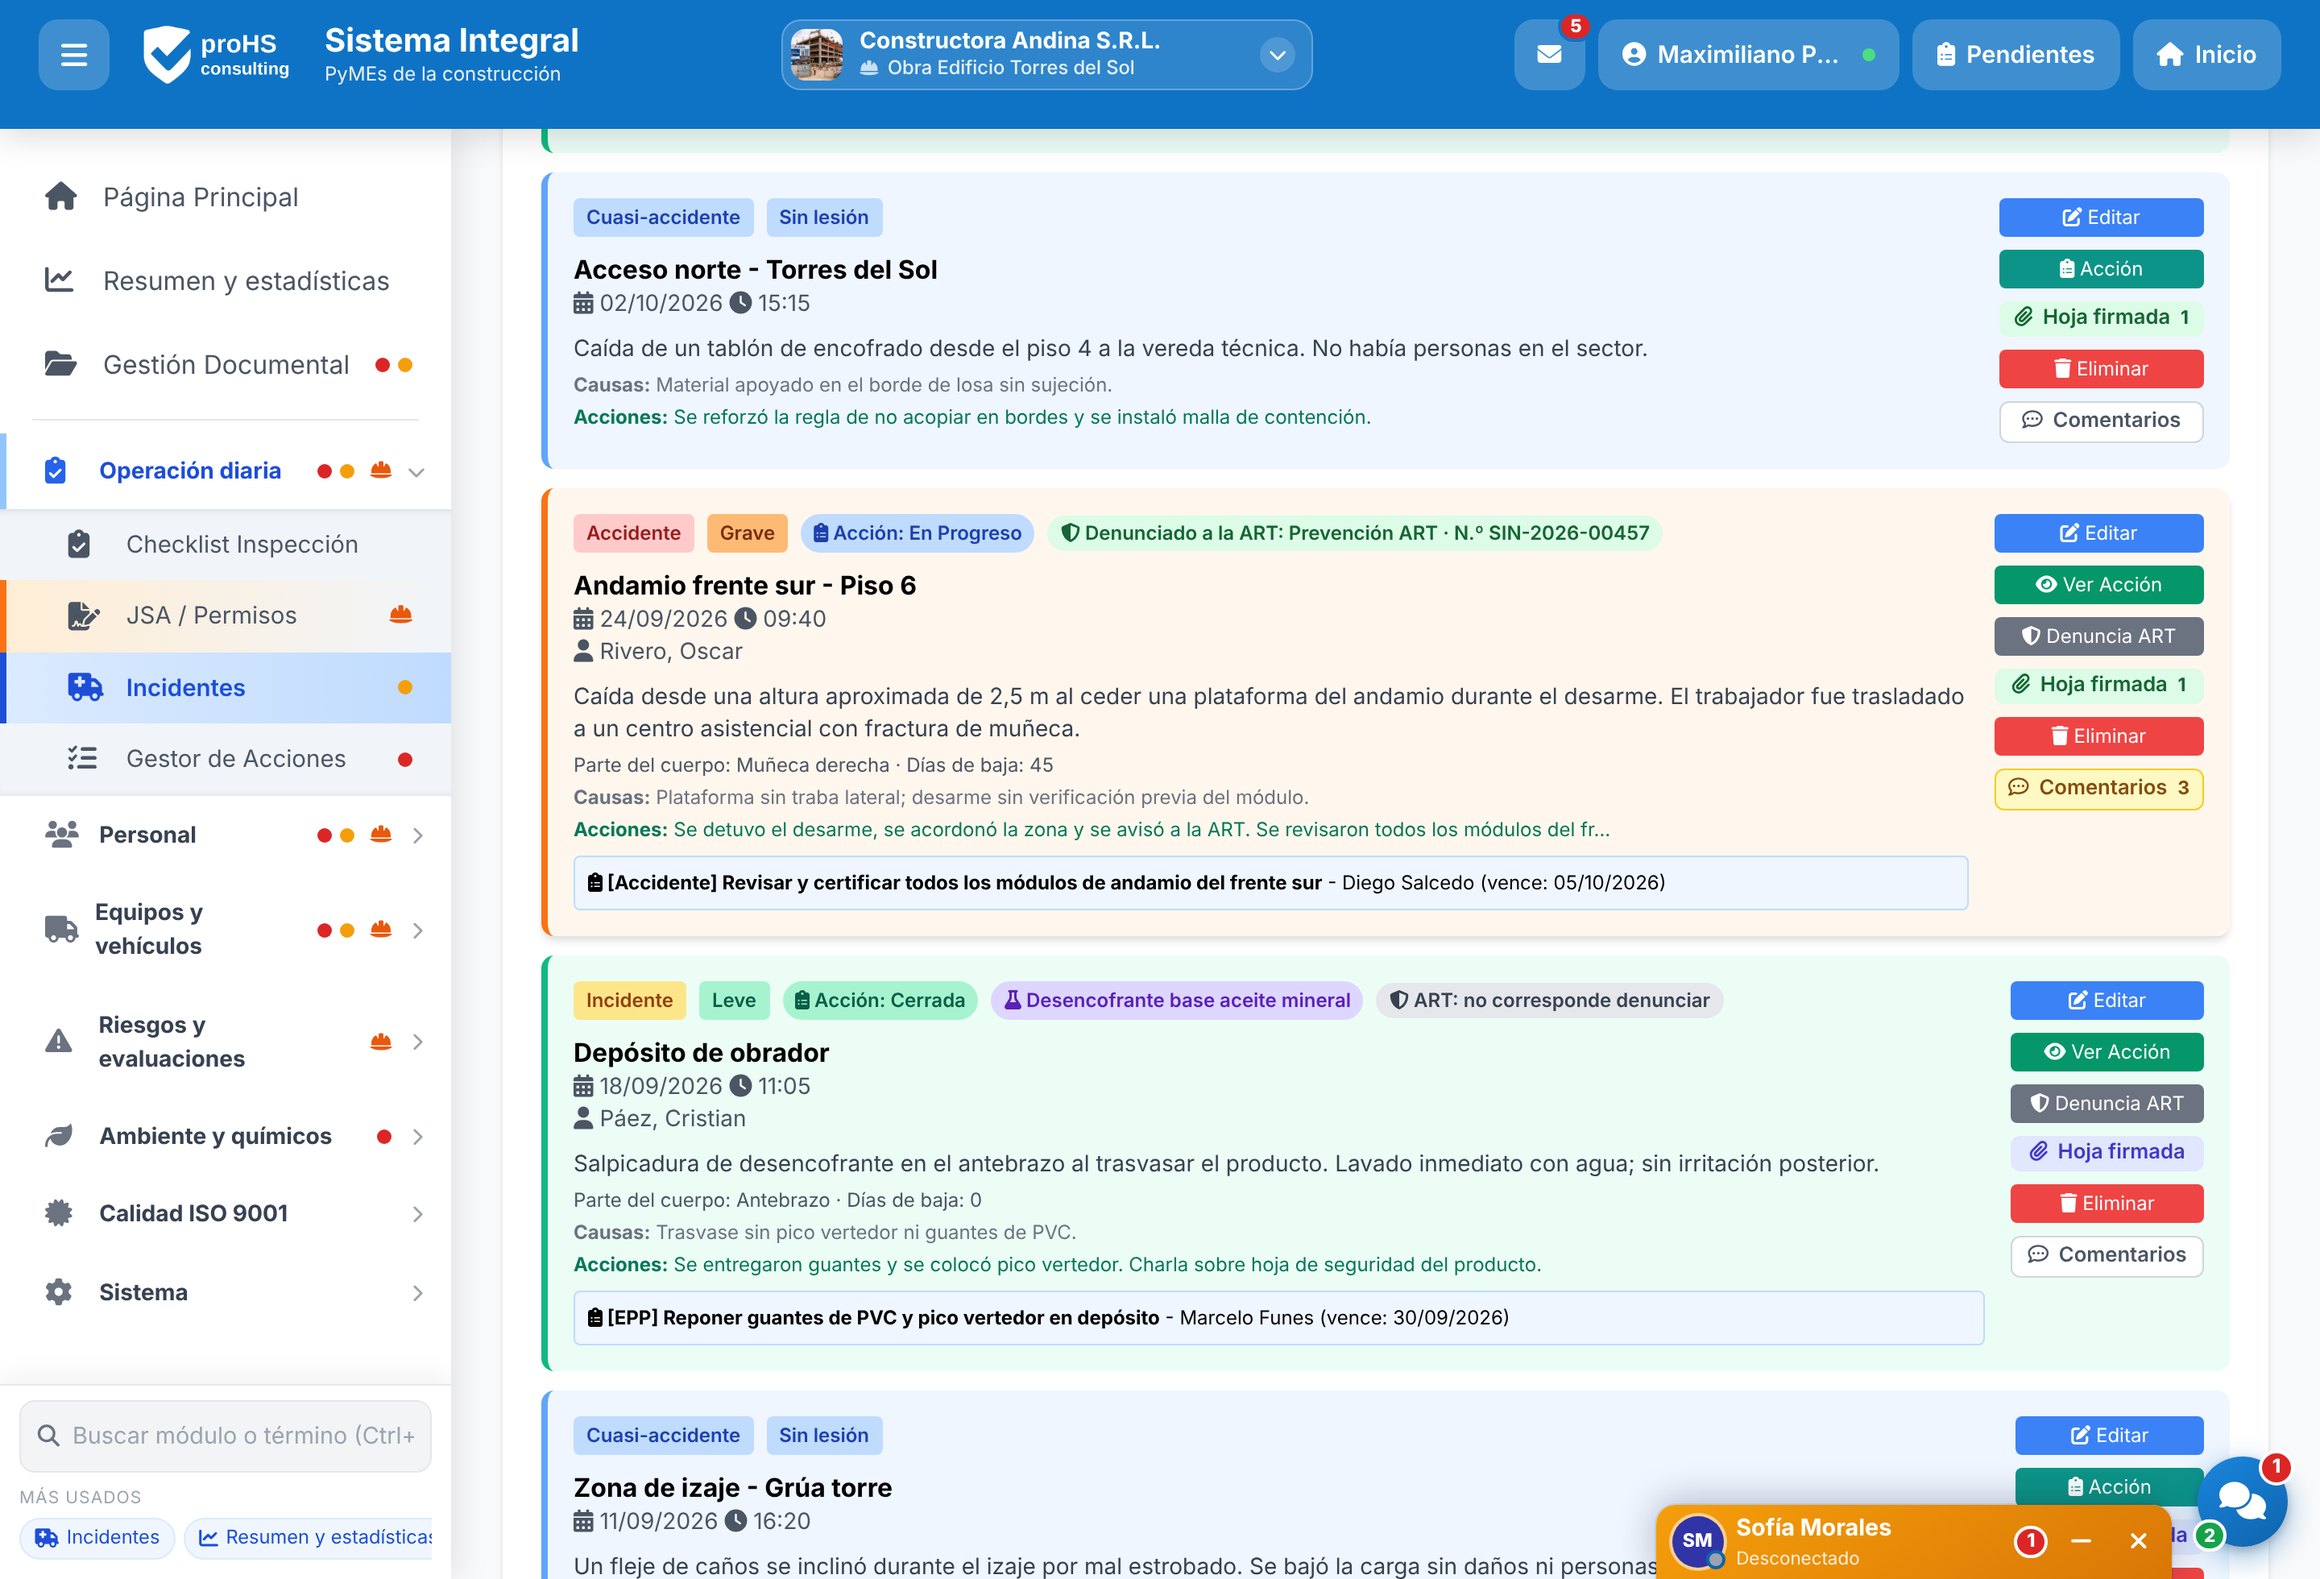 proHS
consulting
Sistema Integral
PyMEs de la construcción
Constructora Andina S.R.L.
Obra Edificio Torres del Sol
5
Maximiliano P...
Pendientes
Inicio
Página Principal
Resumen y estadísticas
Gestión Documental
Operación diaria
Checklist Inspección
JSA / Permisos
Incidentes
Gestor de Acciones
Personal
Equipos y
vehículos
Riesgos y
evaluaciones
Ambiente y químicos
Calidad ISO 9001
Sistema
Buscar módulo o término (Ctrl+
MÁS USADOS
Incidentes
Resumen y estadísticas
Cuasi-accidente
Sin lesión
Acceso norte - Torres del Sol
02/10/2026 15:15
Caída de un tablón de encofrado desde el piso 4 a la vereda técnica. No había personas en el sector.
Causas: Material apoyado en el borde de losa sin sujeción.
Acciones: Se reforzó la regla de no acopiar en bordes y se instaló malla de contención.
Editar
Acción
Hoja firmada 1
Eliminar
Comentarios
Accidente
Grave
Acción: En Progreso
Denunciado a la ART: Prevención ART · N.º SIN-2026-00457
Andamio frente sur - Piso 6
24/09/2026 09:40
Rivero, Oscar
Caída desde una altura aproximada de 2,5 m al ceder una plataforma del andamio durante el desarme. El trabajador fue trasladado
a un centro asistencial con fractura de muñeca.
Parte del cuerpo: Muñeca derecha · Días de baja: 45
Causas: Plataforma sin traba lateral; desarme sin verificación previa del módulo.
Acciones: Se detuvo el desarme, se acordonó la zona y se avisó a la ART. Se revisaron todos los módulos del fr...
[Accidente] Revisar y certificar todos los módulos de andamio del frente sur - Diego Salcedo (vence: 05/10/2026)
Editar
Ver Acción
Denuncia ART
Hoja firmada 1
Eliminar
Comentarios 3
Incidente
Leve
Acción: Cerrada
Desencofrante base aceite mineral
ART: no corresponde denunciar
Depósito de obrador
18/09/2026 11:05
Páez, Cristian
Salpicadura de desencofrante en el antebrazo al trasvasar el producto. Lavado inmediato con agua; sin irritación posterior.
Parte del cuerpo: Antebrazo · Días de baja: 0
Causas: Trasvase sin pico vertedor ni guantes de PVC.
Acciones: Se entregaron guantes y se colocó pico vertedor. Charla sobre hoja de seguridad del producto.
[EPP] Reponer guantes de PVC y pico vertedor en depósito - Marcelo Funes (vence: 30/09/2026)
Editar
Ver Acción
Denuncia ART
Hoja firmada
Eliminar
Comentarios
Cuasi-accidente
Sin lesión
Zona de izaje - Grúa torre
11/09/2026 16:20
Un fleje de caños se inclinó durante el izaje por mal estrobado. Se bajó la carga sin daños ni personas
Editar
Acción
da
SM
Sofía Morales
Desconectado
1
1
2